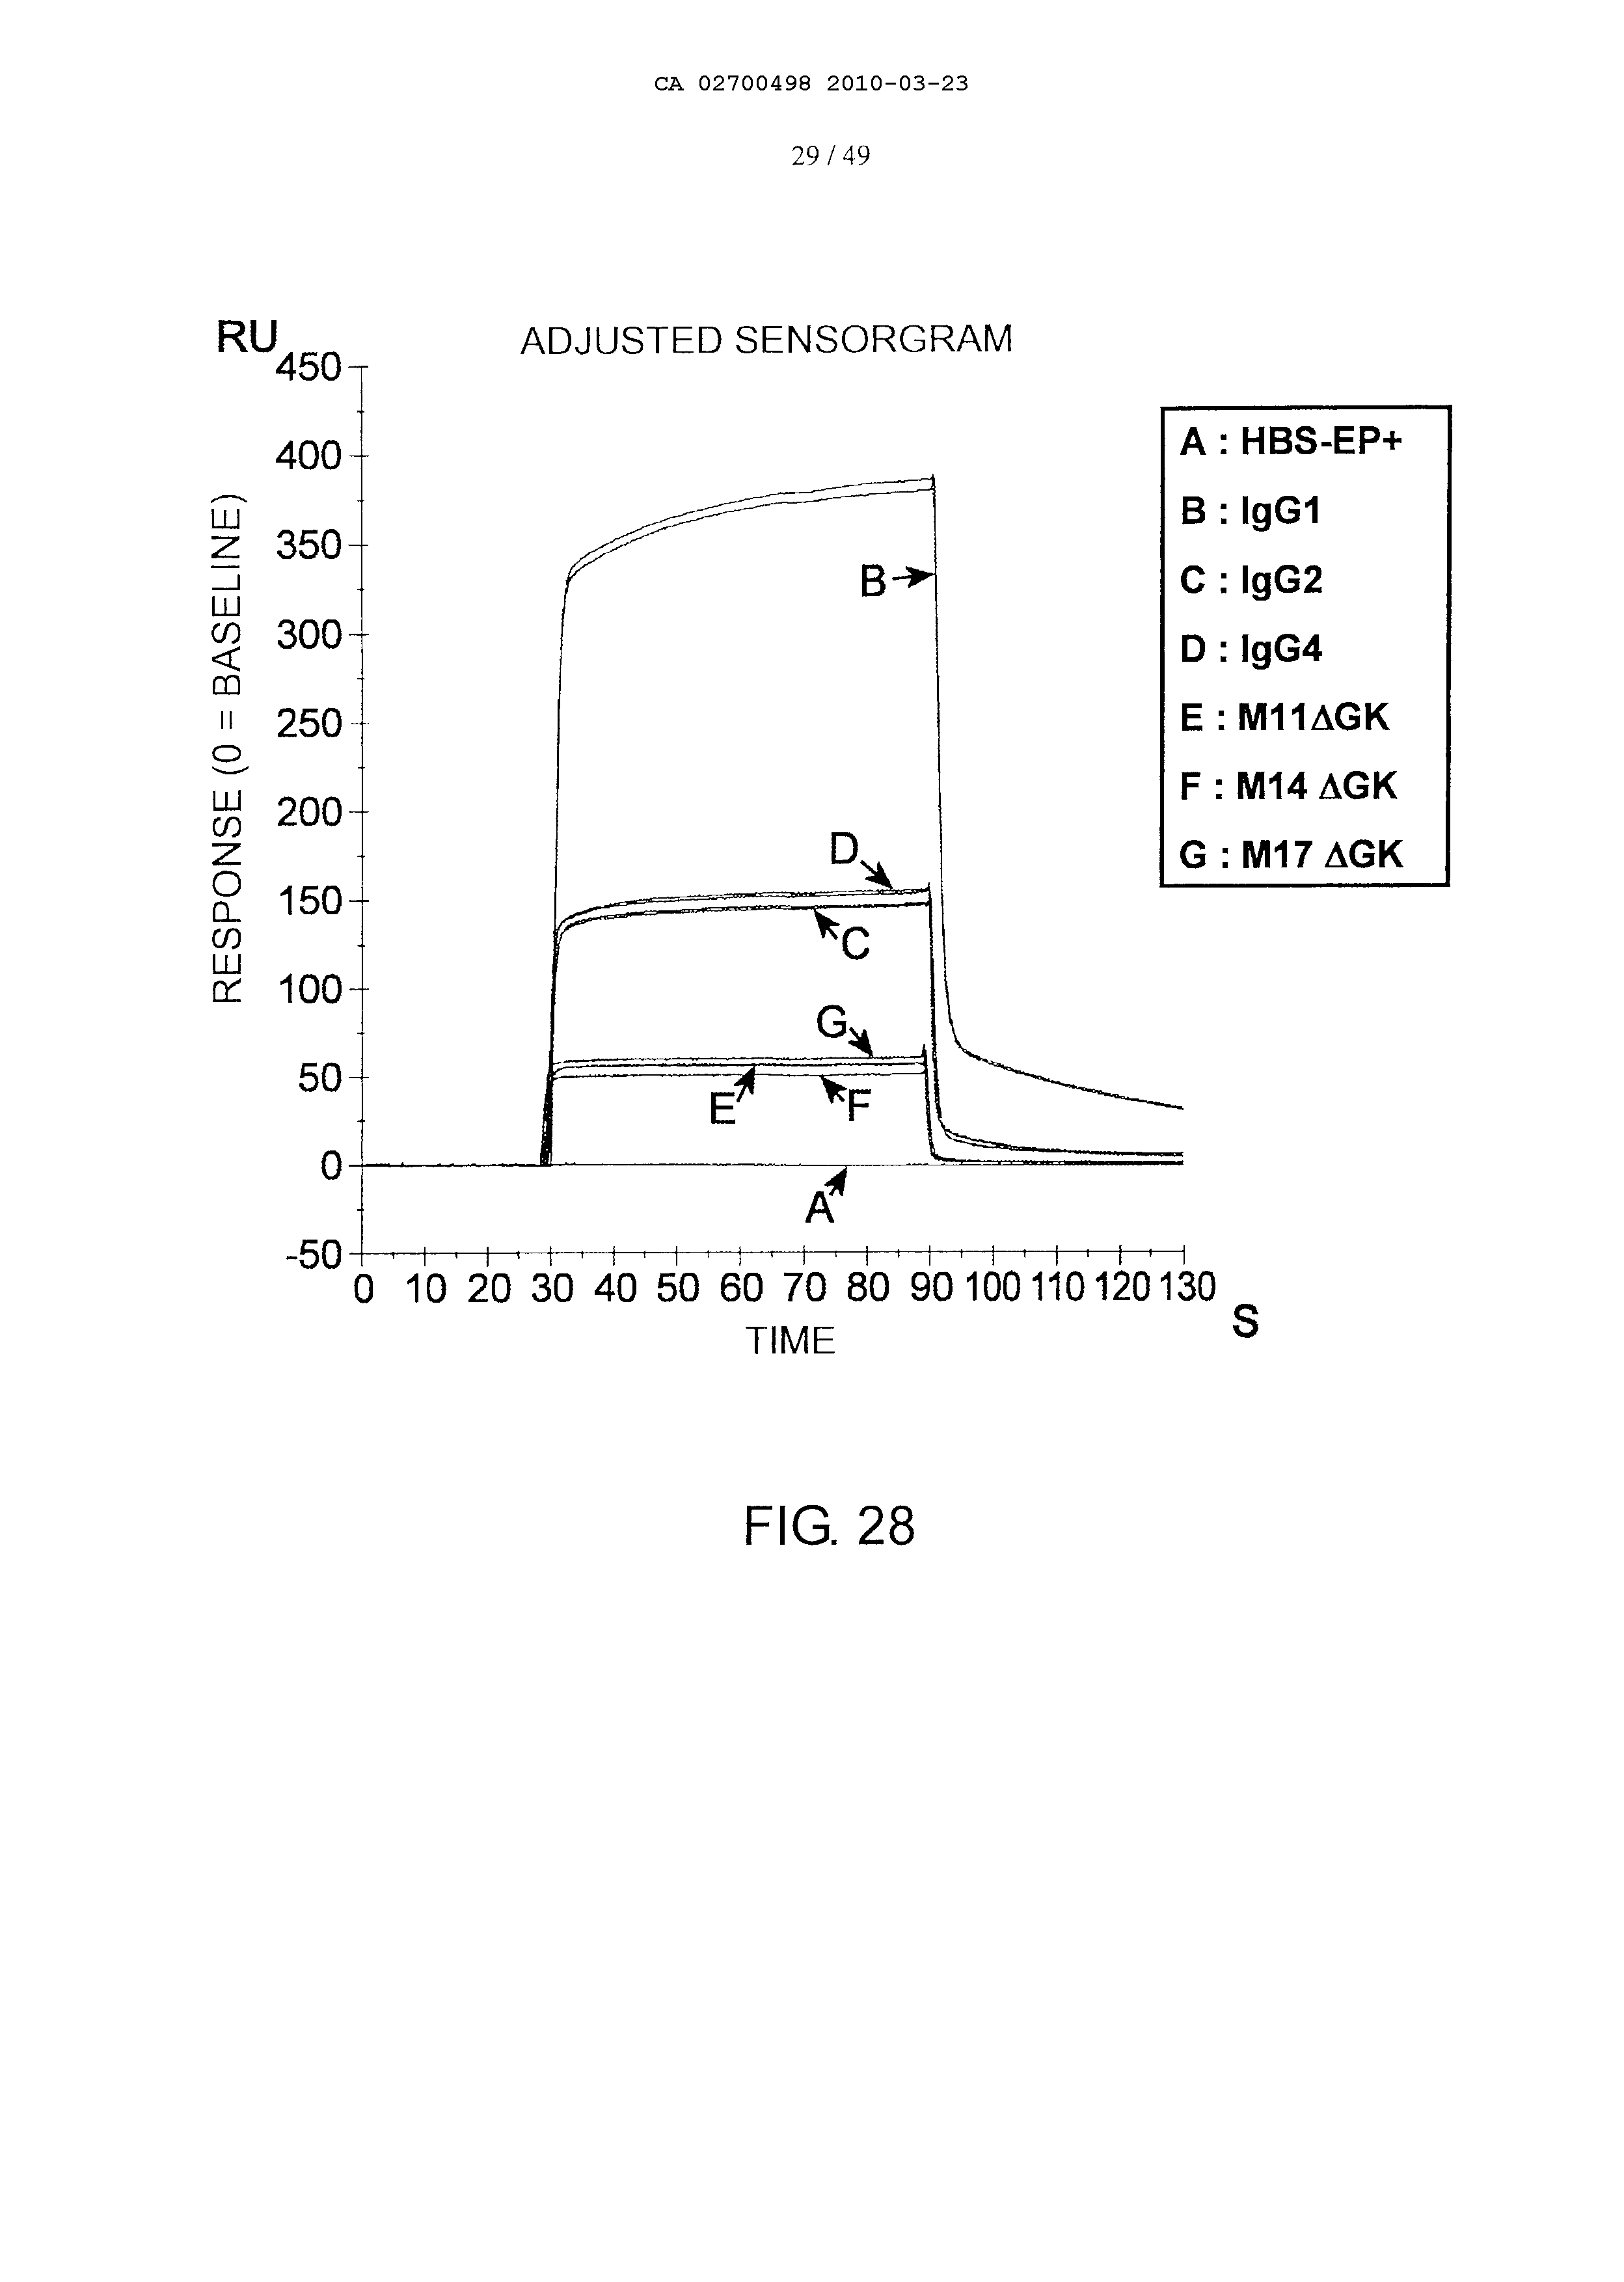 CA 02700498 2010-03-23
29 / 49
RU
ADJUSTED SENSORGRAM
RESPONSE (0 = BASELINE)
450
400
350
300
250
200
150
100
50
0
-50
B
D
C
G
E
F
A
0 10 20 30 40 50 60 70 80 90 100 110 120 130
S
TIME
A : HBS-EP+
B : IgG1
C : IgG2
D : IgG4
E : M11ΔGK
F : M14 ΔGK
G : M17 ΔGK
FIG. 28